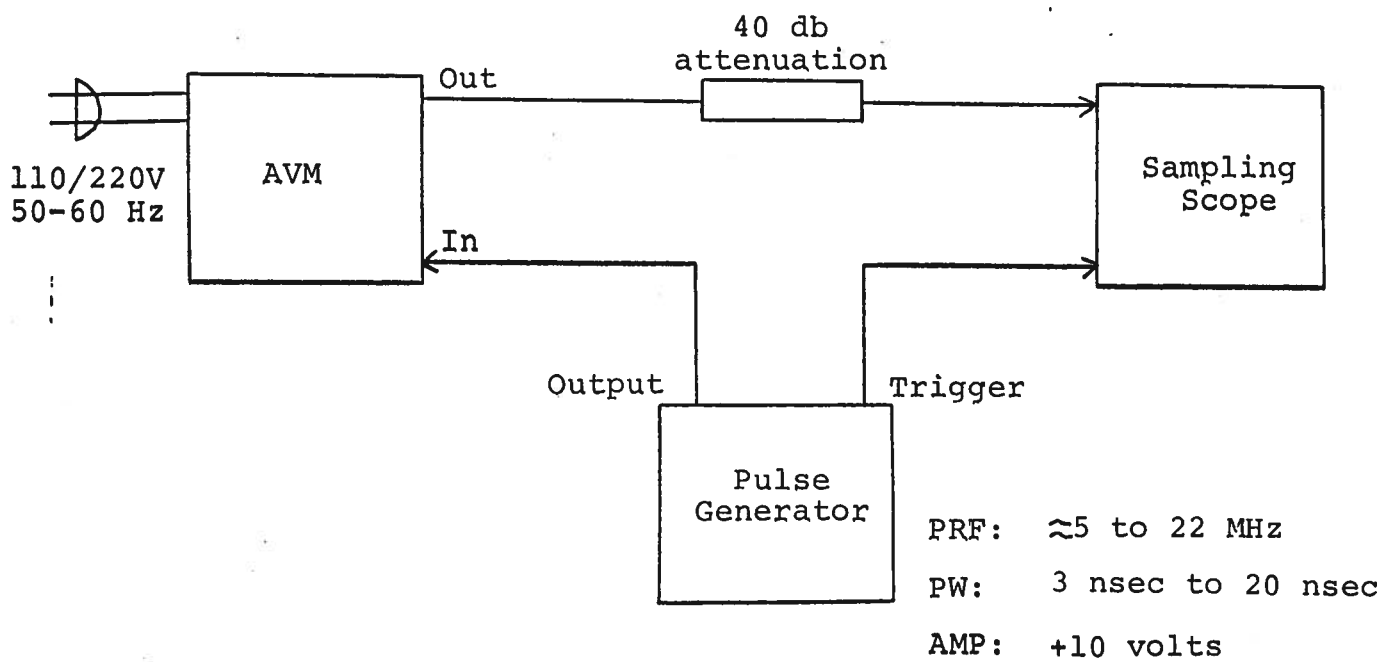 40 db
attenuation
Out
110/220V
50-60 Hz
AVM
Sampling
Scope
In
Output
Trigger
Pulse
Generator
PRF: ≈5 to 22 MHz
PW: 3 nsec to 20 nsec
AMP: +10 volts